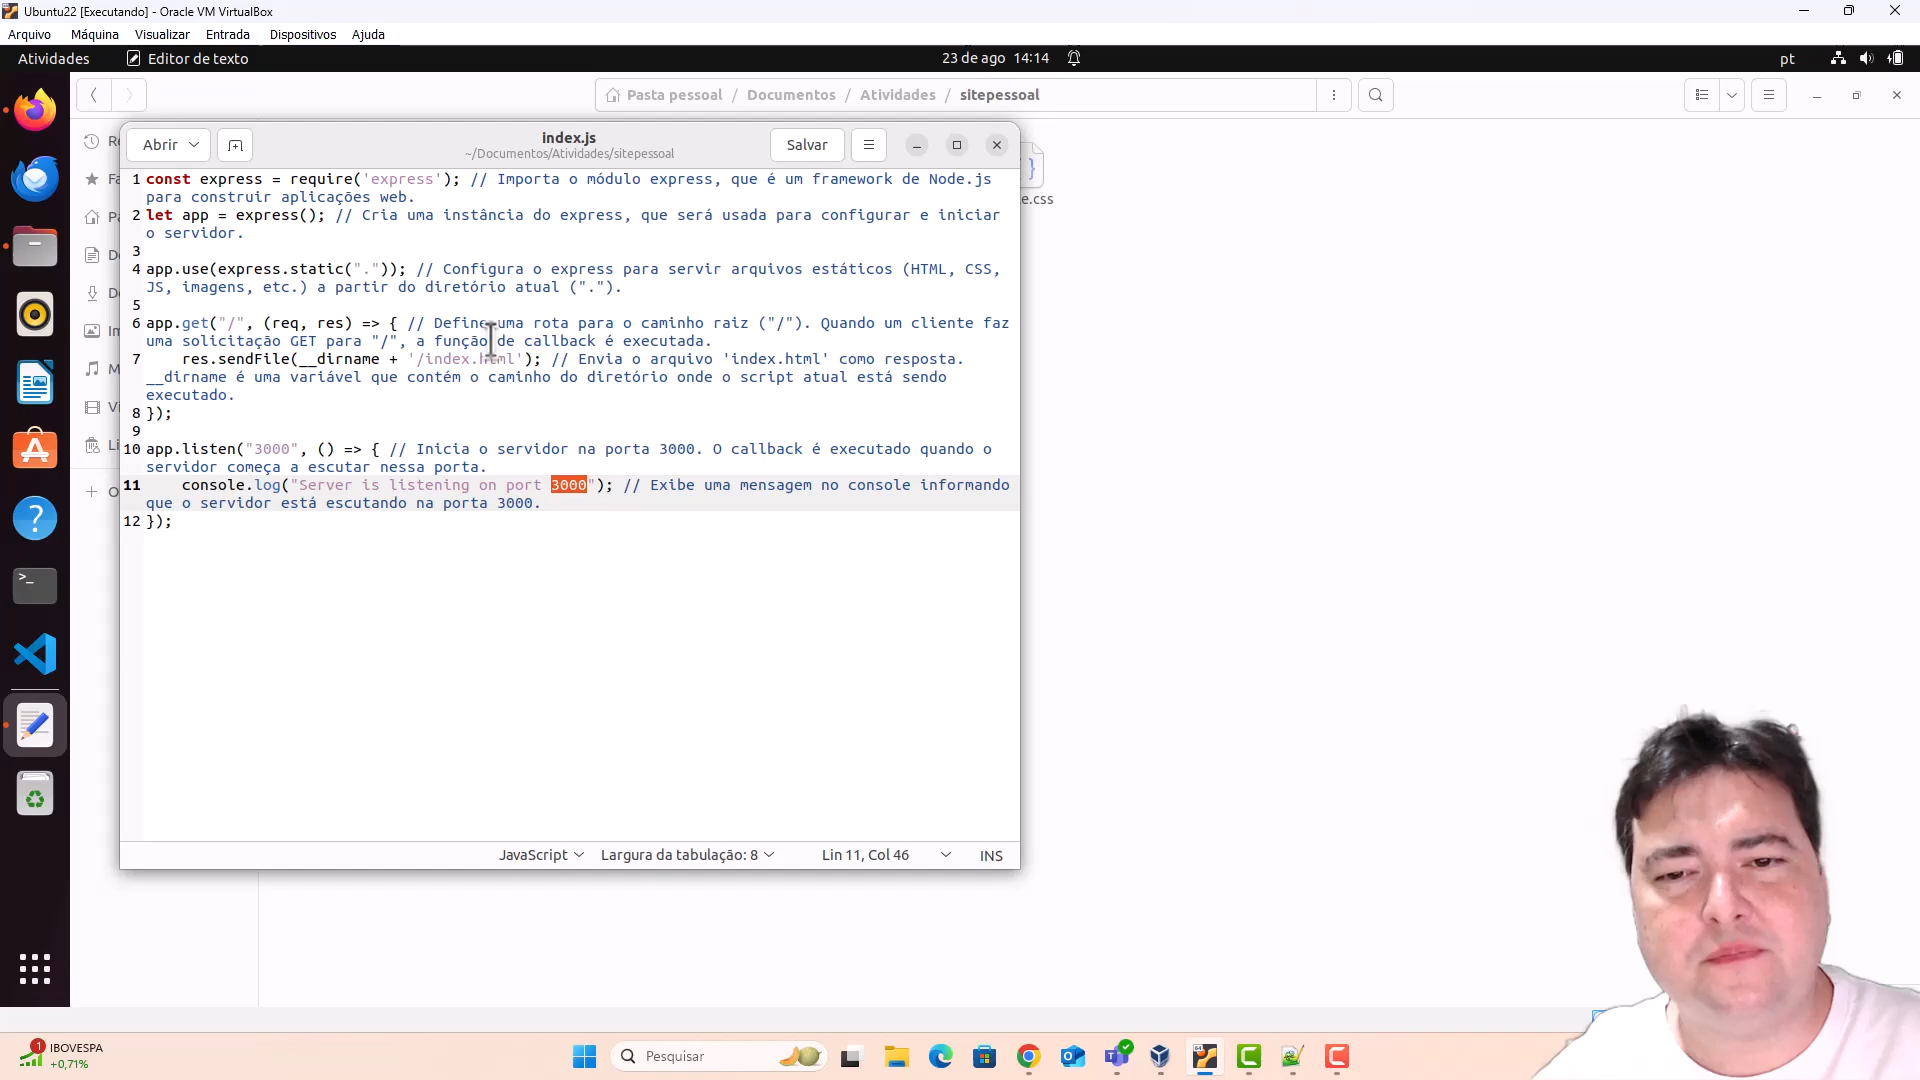 Ubuntu22 [Executando] - Oracle VM VirtualBox
Arquivo Máquina Visualizar Entrada Dispositivos Ajuda
Atividades Editor de texto 23 de ago 14:14 pt
Pasta pessoal / Documentos / Atividades / sitepessoal
Abrir index.js Salvar
~/Documentos/Atividades/sitepessoal
e.css
1 const express = require('express'); // Importa o módulo express, que é um framework de Node.js
para construir aplicações web.
2 let app = express(); // Cria uma instância do express, que será usada para configurar e iniciar
o servidor.
3
4 app.use(express.static(".")); // Configura o express para servir arquivos estáticos (HTML, CSS,
JS, imagens, etc.) a partir do diretório atual (".").
5
6 app.get("/", (req, res) => { // Define uma rota para o caminho raiz ("/"). Quando um cliente faz
uma solicitação GET para "/", a função de callback é executada.
7 res.sendFile(__dirname + '/index.html'); // Envia o arquivo 'index.html' como resposta.
__dirname é uma variável que contém o caminho do diretório onde o script atual está sendo
executado.
8 });
9
10 app.listen("3000", () => { // Inicia o servidor na porta 3000. O callback é executado quando o
servidor começa a escutar nessa porta.
11 console.log("Server is listening on port 3000"); // Exibe uma mensagem no console informando
que o servidor está escutando na porta 3000.
12 });
JavaScript Largura da tabulação: 8 Lin 11, Col 46 INS
1 IBOVESPA
+0,71%
Pesquisar